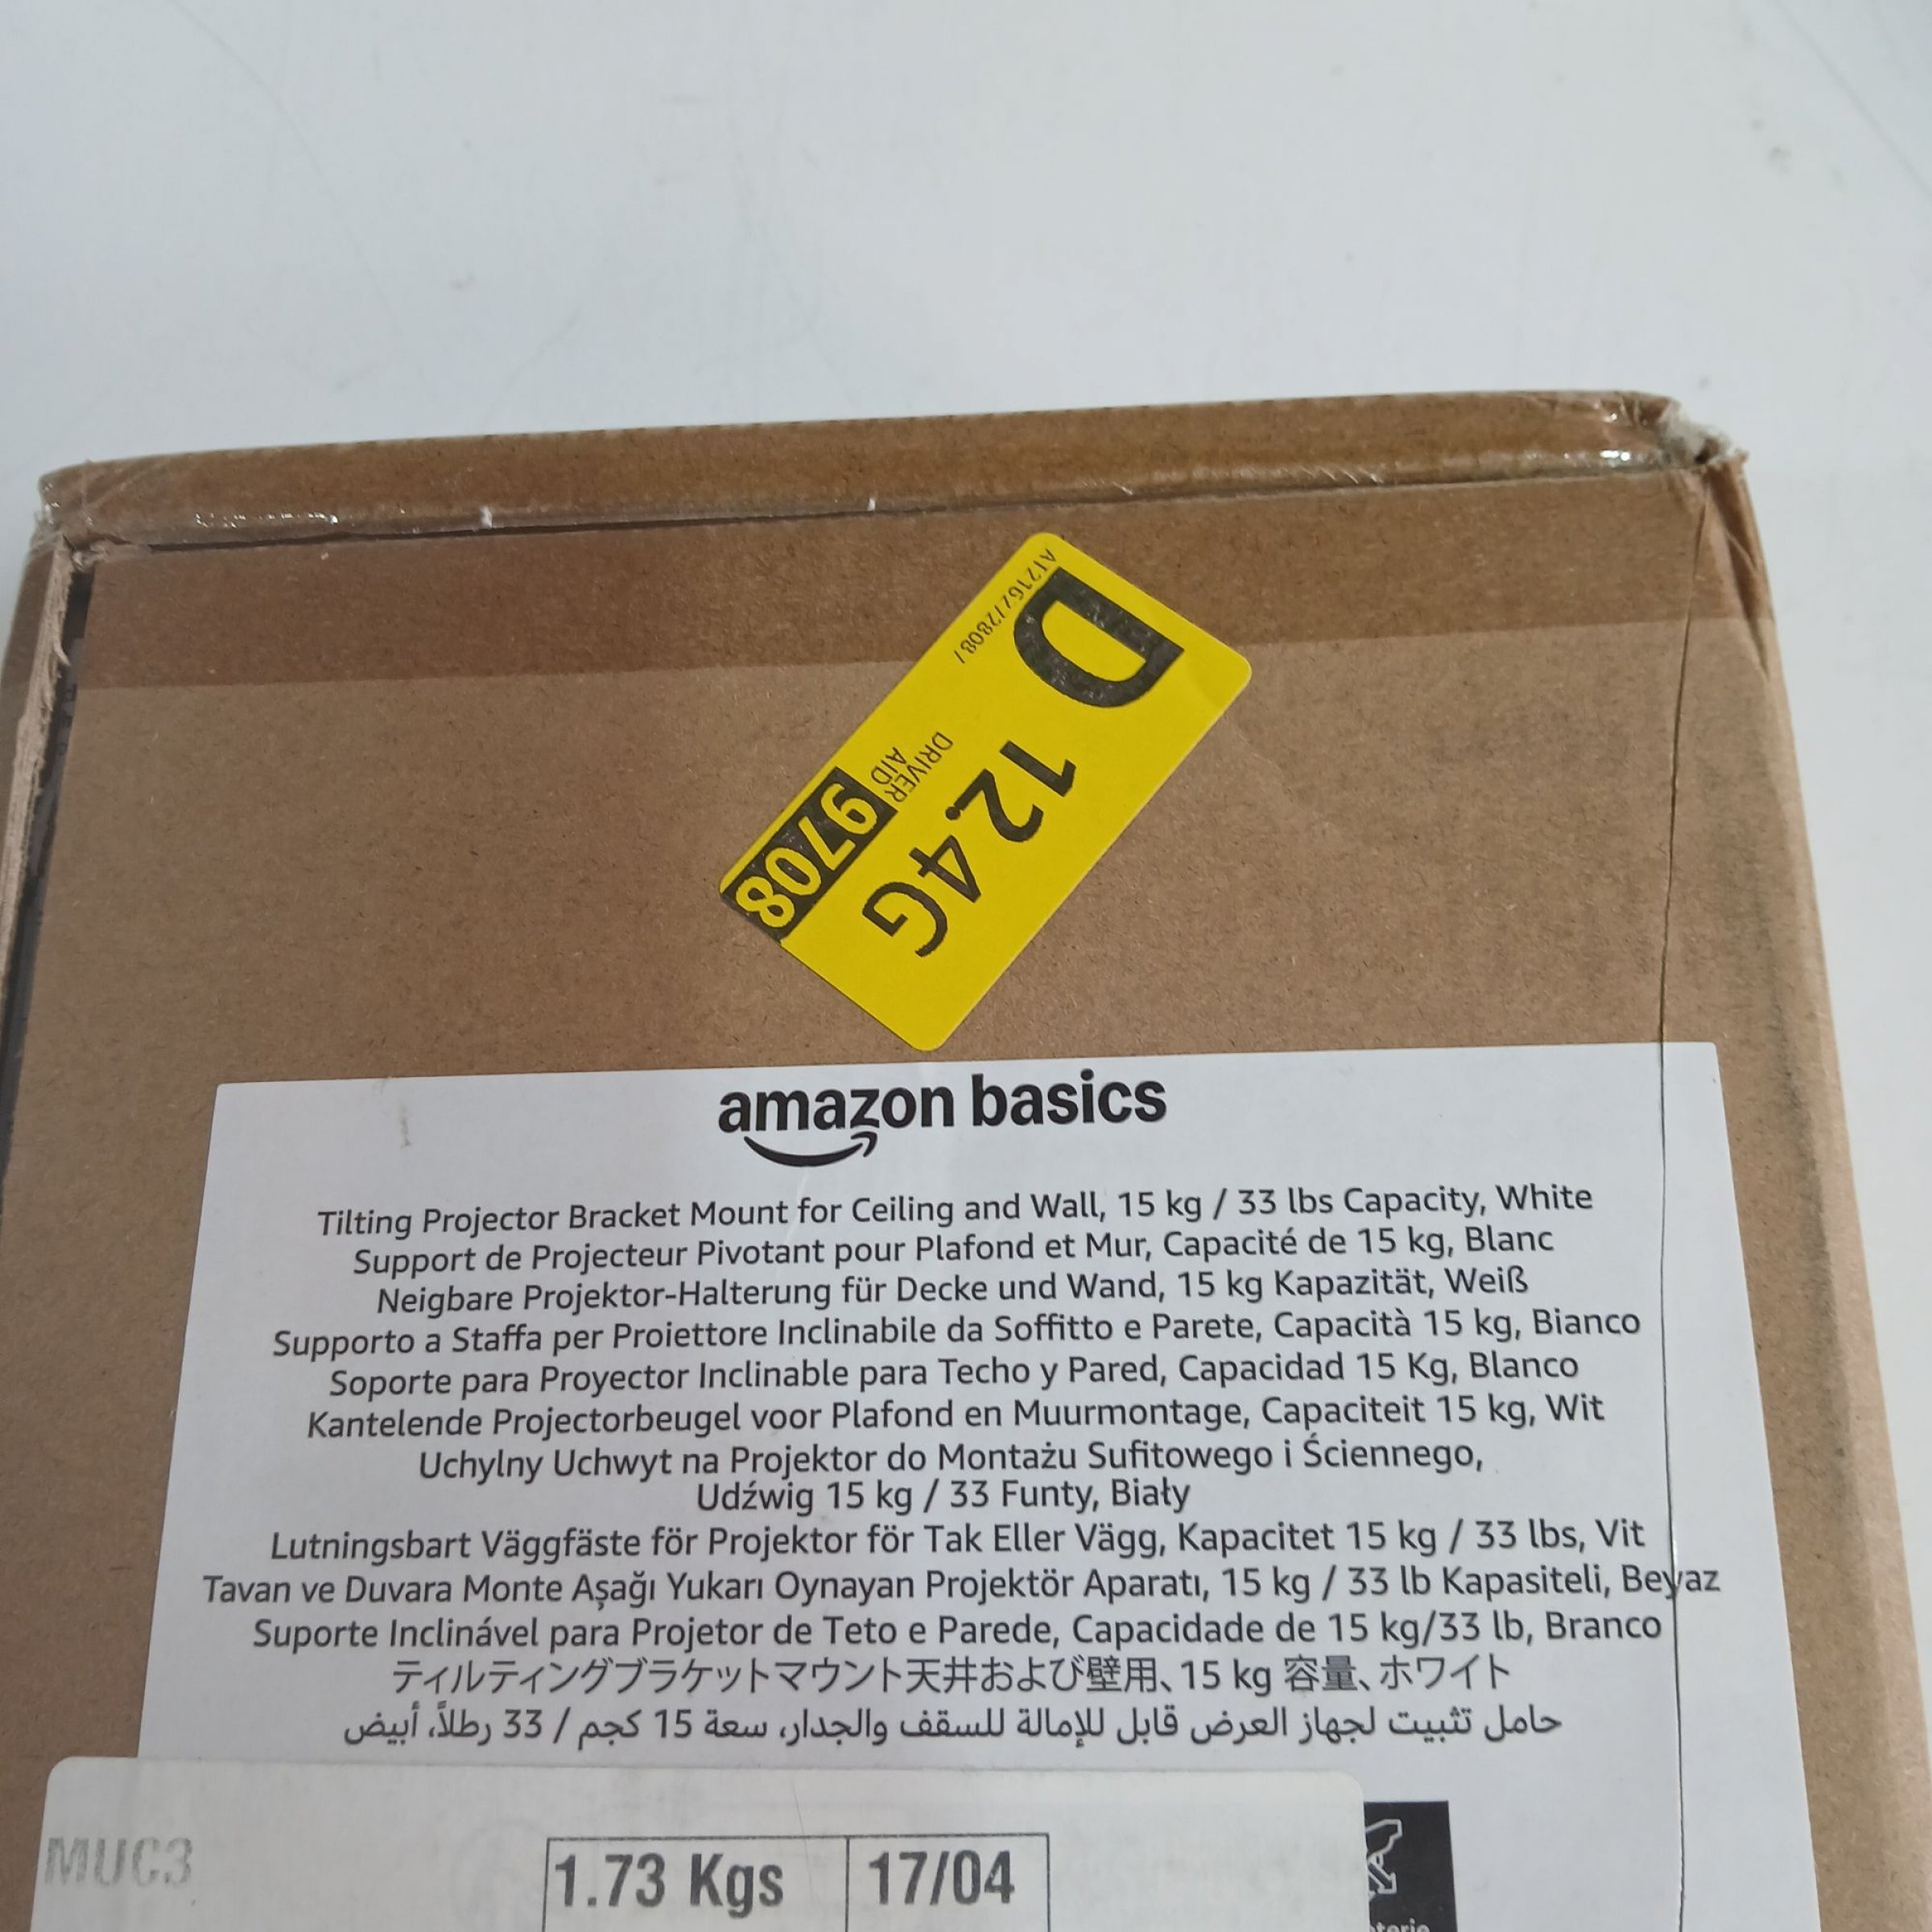 D 12.4G
DRIVER
AID
9708
amazon basics
Tilting Projector Bracket Mount for Ceiling and Wall, 15 kg / 33 lbs Capacity, White
Support de Projecteur Pivotant pour Plafond et Mur, Capacité de 15 kg, Blanc
Neigbare Projektor-Halterung für Decke und Wand, 15 kg Kapazität, Weiß
Supporto a Staffa per Proiettore Inclinabile da Soffitto e Parete, Capacità 15 kg, Bianco
Soporte para Proyector Inclinable para Techo y Pared, Capacidad 15 Kg, Blanco
Kantelende Projectorbeugel voor Plafond en Muurmontage, Capaciteit 15 kg, Wit
Uchylny Uchwyt na Projektor do Montażu Sufitowego i Ściennego,
Udźwig 15 kg / 33 Funty, Biały
Lutningsbart Väggfäste för Projektor för Tak Eller Vägg, Kapacitet 15 kg / 33 lbs, Vit
Tavan ve Duvara Monte Aşağı Yukarı Oynayan Projektör Aparatı, 15 kg / 33 lb Kapasiteli, Beyaz
Suporte Inclinável para Projetor de Teto e Parede, Capacidade de 15 kg/33 lb, Branco
ティルティングブラケットマウント天井および壁用、15 kg 容量、ホワイト
حامل تثبيت لجهاز العرض قابل للإمالة للسقف والجدار، سعة 15 كجم / 33 رطلاً، أبيض
MUC3
1.73 Kgs
17/04